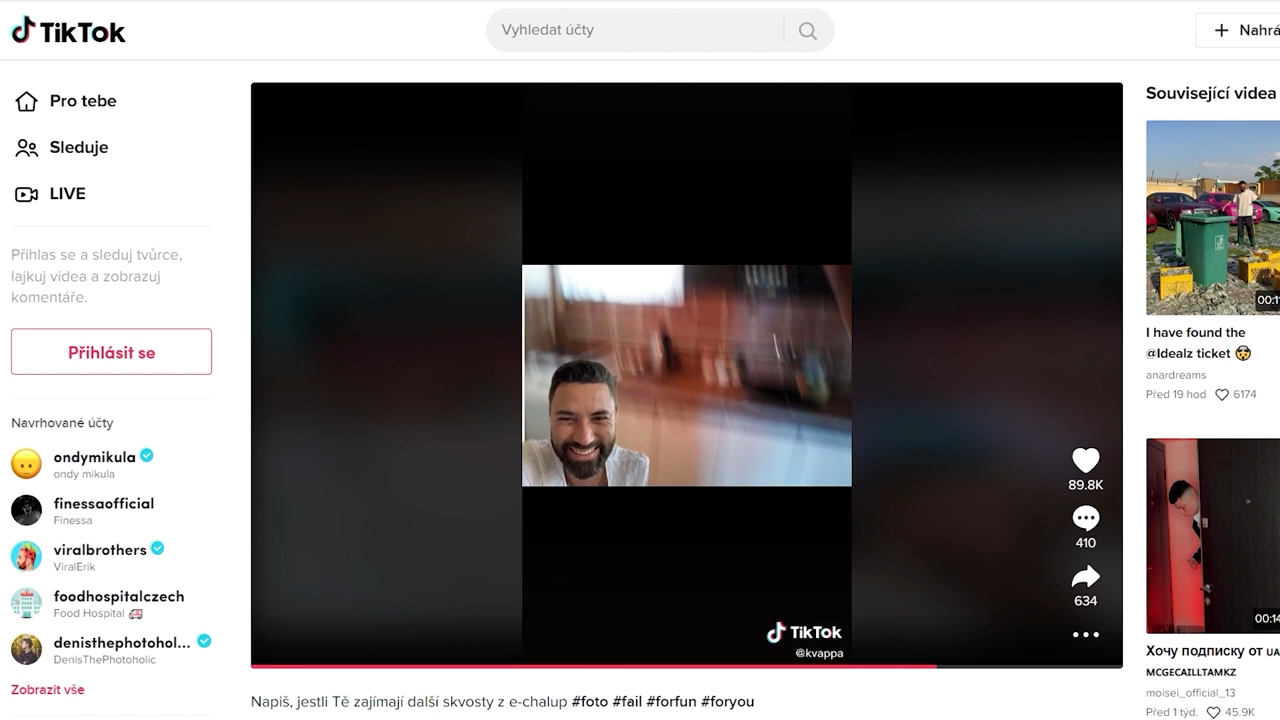 TikTok
Vyhledat účty
Nahrá
Pro tebe
Sleduje
LIVE
Přihlas se a sleduj tvůrce,
lajkuj videa a zobrazuj
komentáře.
Přihlásit se
Navrhované účty
ondymikula
ondy mikula
finessaofficial
Finessa
viralbrothers
ViralErik
foodhospitalczech
Food Hospital
denisthephotohol...
DenisThePhotoholic
Zobrazit vše
89.8K
410
634
TikTok
@kvappa
Napiš, jestli Tě zajímají další skvosty z e-chalup #foto #fail #forfun #foryou
Související videa
00:1
I have found the
@Idealz ticket
anardreams
Před 19 hod 6174
00:14
Хочу подписку от UA
MCGECAILLTAMKZ
moisei_official_13
Před 1 týd. 45.9K